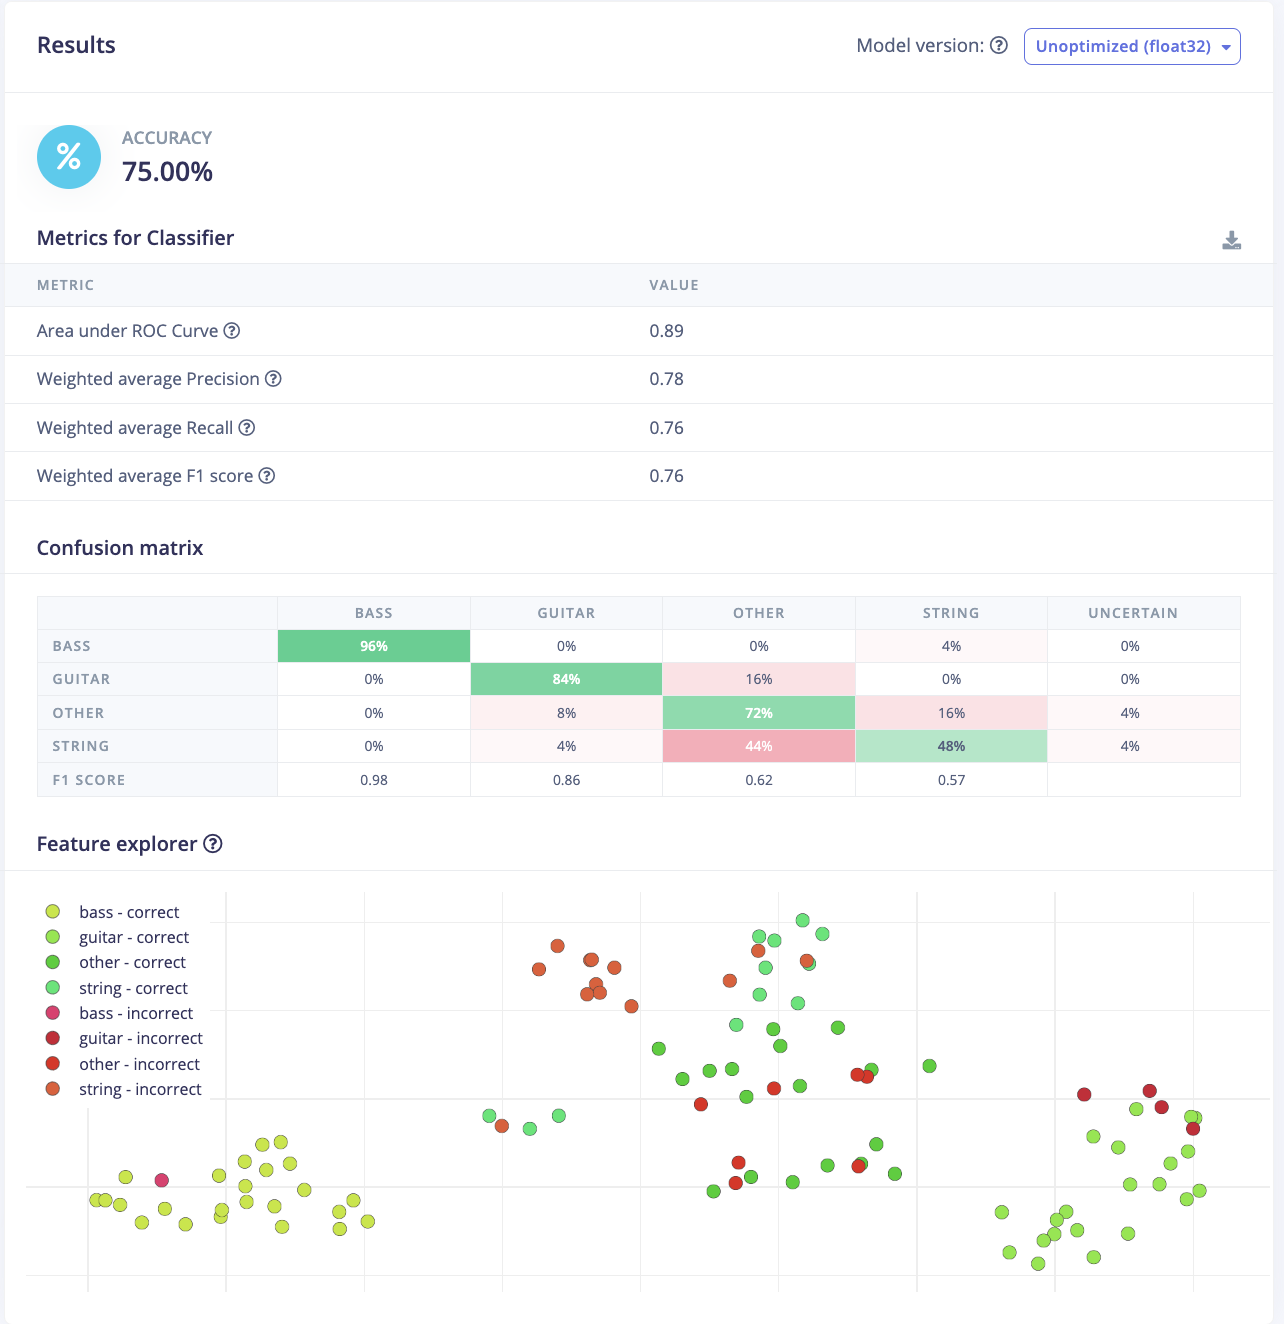 Results
Model version: ? Unoptimized (float32)
%
ACCURACY
75.00%
Metrics for Classifier
METRIC VALUE
Area under ROC Curve ? 0.89
Weighted average Precision ? 0.78
Weighted average Recall ? 0.76
Weighted average F1 score ? 0.76
Confusion matrix
BASS GUITAR OTHER STRING UNCERTAIN
BASS 96% 0% 0% 4% 0%
GUITAR 0% 84% 16% 0% 0%
OTHER 0% 8% 72% 16% 4%
STRING 0% 4% 44% 48% 4%
F1 SCORE 0.98 0.86 0.62 0.57
Feature explorer ?
bass - correct
guitar - correct
other - correct
string - correct
bass - incorrect
guitar - incorrect
other - incorrect
string - incorrect